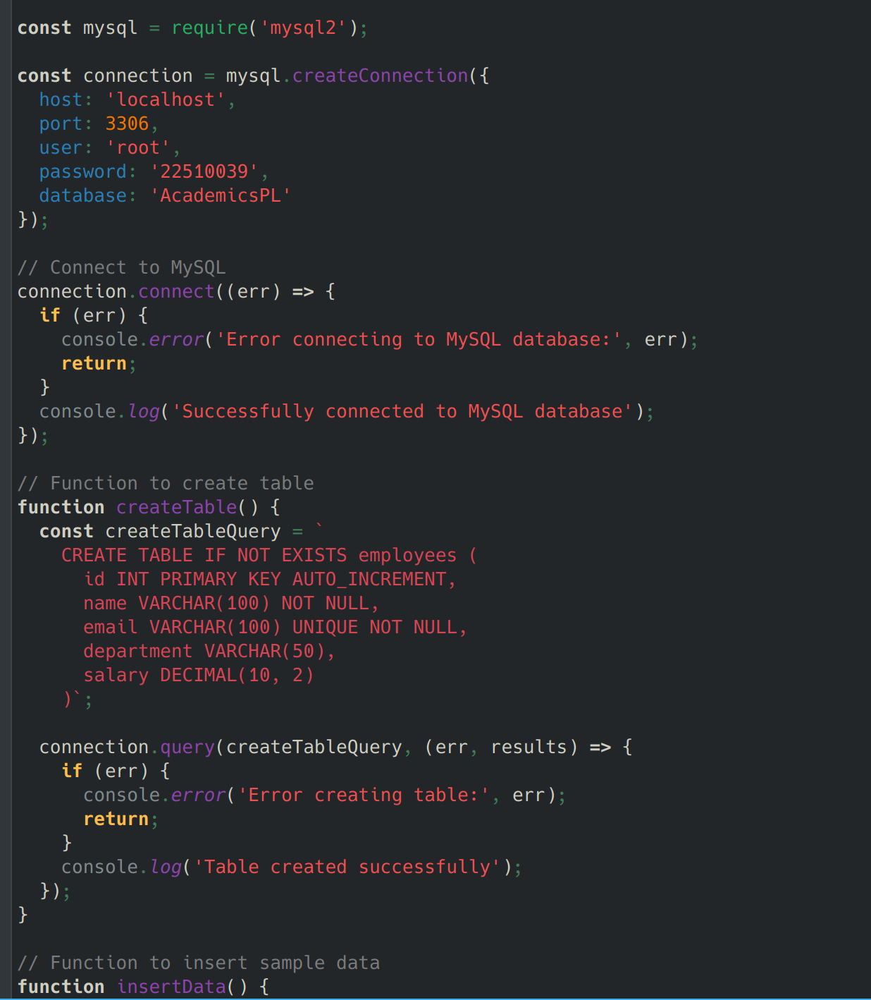 const mysql = require('mysql2');
const connection = mysql.createConnection({
  host: 'localhost',
  port: 3306,
  user: 'root',
  password: '22510039',
  database: 'AcademicsPL'
});
// Connect to MySQL
connection.connect((err) => {
  if (err) {
    console.error('Error connecting to MySQL database:', err);
    return;
  }
  console.log('Successfully connected to MySQL database');
});
// Function to create table
function createTable() {
  const createTableQuery = `
    CREATE TABLE IF NOT EXISTS employees (
      id INT PRIMARY KEY AUTO_INCREMENT,
      name VARCHAR(100) NOT NULL,
      email VARCHAR(100) UNIQUE NOT NULL,
      department VARCHAR(50),
      salary DECIMAL(10, 2)
    )`;
  connection.query(createTableQuery, (err, results) => {
    if (err) {
      console.error('Error creating table:', err);
      return;
    }
    console.log('Table created successfully');
  });
}
// Function to insert sample data
function insertData() {